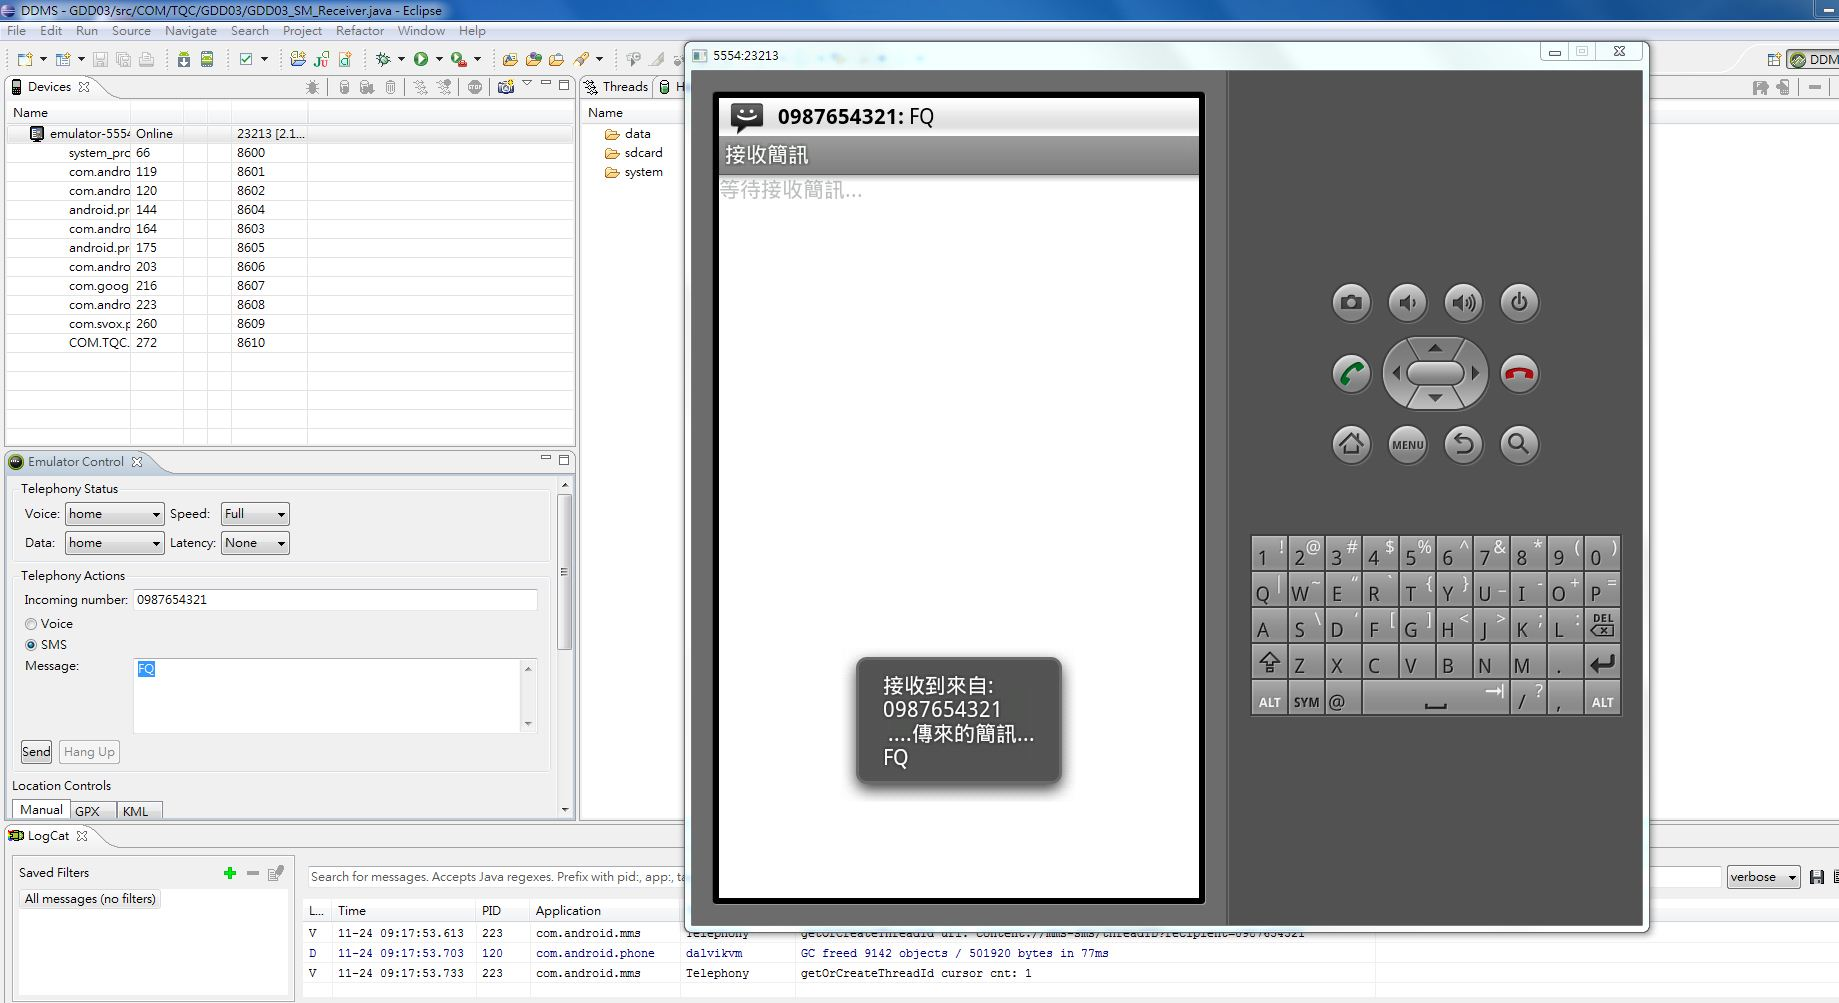 DDMS - GDD03/src/COM/TQC/GDD03/GDD03_SM_Receiver.java - Eclipse
File Edit Run Source Navigate Search Project Refactor Window Help
DDM
Devices
Name
emulator-5554 Online 23213 [2.1...
system_pro 66 8600
com.andro 119 8601
com.andro 120 8602
android.pr 144 8604
com.andro 164 8603
android.pr 175 8605
com.andro 203 8606
com.goog 216 8607
com.andro 223 8608
com.svox.p 260 8609
COM.TQC. 272 8610
Threads H
Name
data
sdcard
system
5554:23213
0987654321: FQ
接收簡訊
等待接收簡訊...
接收到來自:
0987654321
....傳來的簡訊...
FQ
MENU
1 ! 2 @ 3 # 4 $ 5 % 6 ^ 7 & 8 * 9 ( 0 )
Q | W ~ E " R ` T { Y } U _ I - O + P =
A S \ D ' F [ G ] H < J > K ; L : DEL
Z X C V B N M .
ALT SYM @ / ? , ALT
Emulator Control
Telephony Status
Voice: home Speed: Full
Data: home Latency: None
Telephony Actions
Incoming number: 0987654321
Voice
SMS
Message: FQ
Send Hang Up
Location Controls
Manual GPX KML
LogCat
Saved Filters
All messages (no filters)
Search for messages. Accepts Java regexes. Prefix with pid:, app:, ta
verbose
L... Time PID Application
V 11-24 09:17:53.613 223 com.android.mms Telephony getOrCreateThreadId uri: content://mms-sms/threadID?recipient=0987654321
D 11-24 09:17:53.703 120 com.android.phone dalvikvm GC freed 9142 objects / 501920 bytes in 77ms
V 11-24 09:17:53.733 223 com.android.mms Telephony getOrCreateThreadId cursor cnt: 1